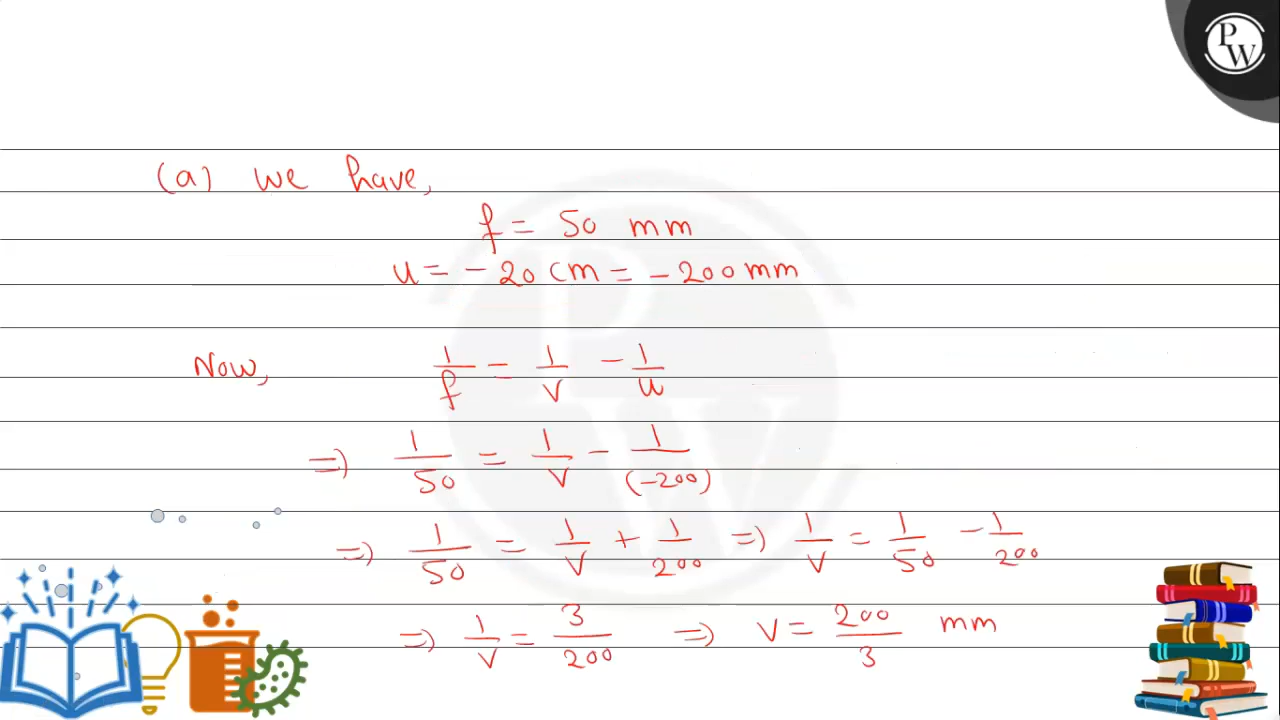 PW
(a) we have,
f = 50 mm
u = -20 cm = -200 mm
Now, 1/f = 1/v - 1/u
=) 1/50 = 1/v - 1/(-200)
=) 1/50 = 1/v + 1/200 =) 1/v = 1/50 - 1/200
=) 1/v = 3/200 =) v = 200/3 mm